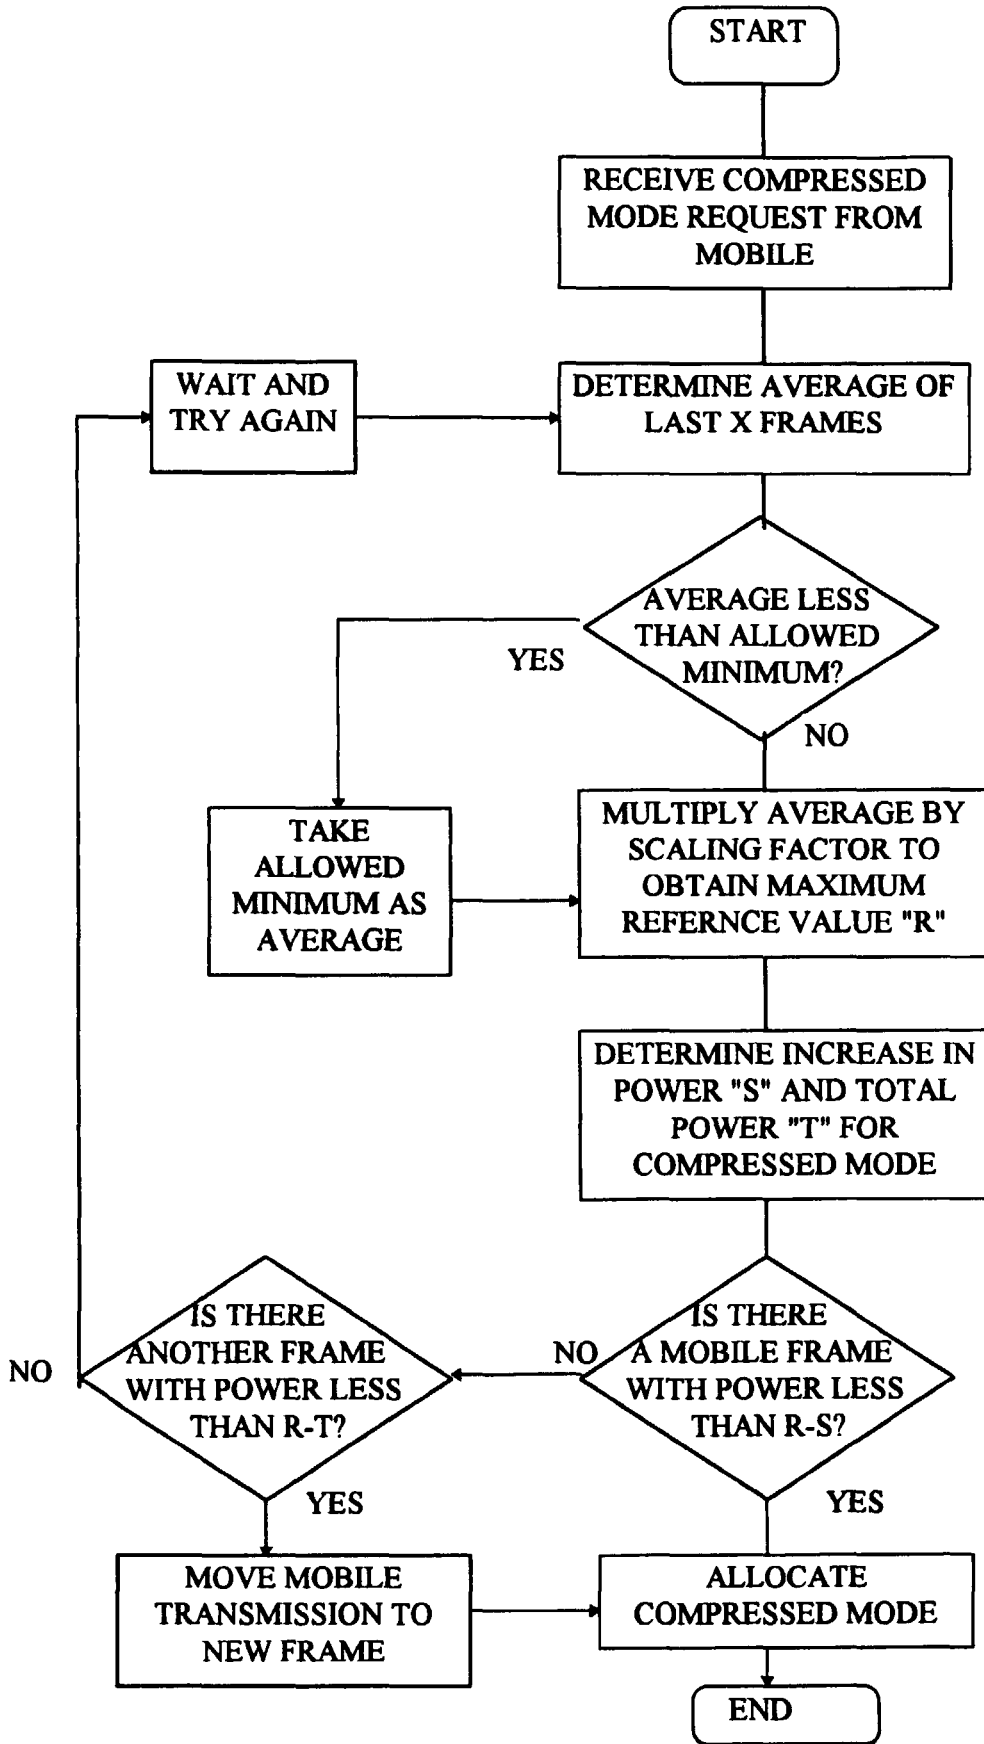 START
RECEIVE COMPRESSED
MODE REQUEST FROM
MOBILE
WAIT AND
TRY AGAIN
DETERMINE AVERAGE OF
LAST X FRAMES
AVERAGE LESS
THAN ALLOWED
MINIMUM?
YES
NO
TAKE
ALLOWED
MINIMUM AS
AVERAGE
MULTIPLY AVERAGE BY
SCALING FACTOR TO
OBTAIN MAXIMUM
REFERNCE VALUE "R"
DETERMINE INCREASE IN
POWER "S" AND TOTAL
POWER "T" FOR
COMPRESSED MODE
IS THERE
A MOBILE FRAME
WITH POWER LESS
THAN R-S?
NO
YES
IS THERE
ANOTHER FRAME
WITH POWER LESS
THAN R-T?
NO
YES
MOVE MOBILE
TRANSMISSION TO
NEW FRAME
ALLOCATE
COMPRESSED MODE
END